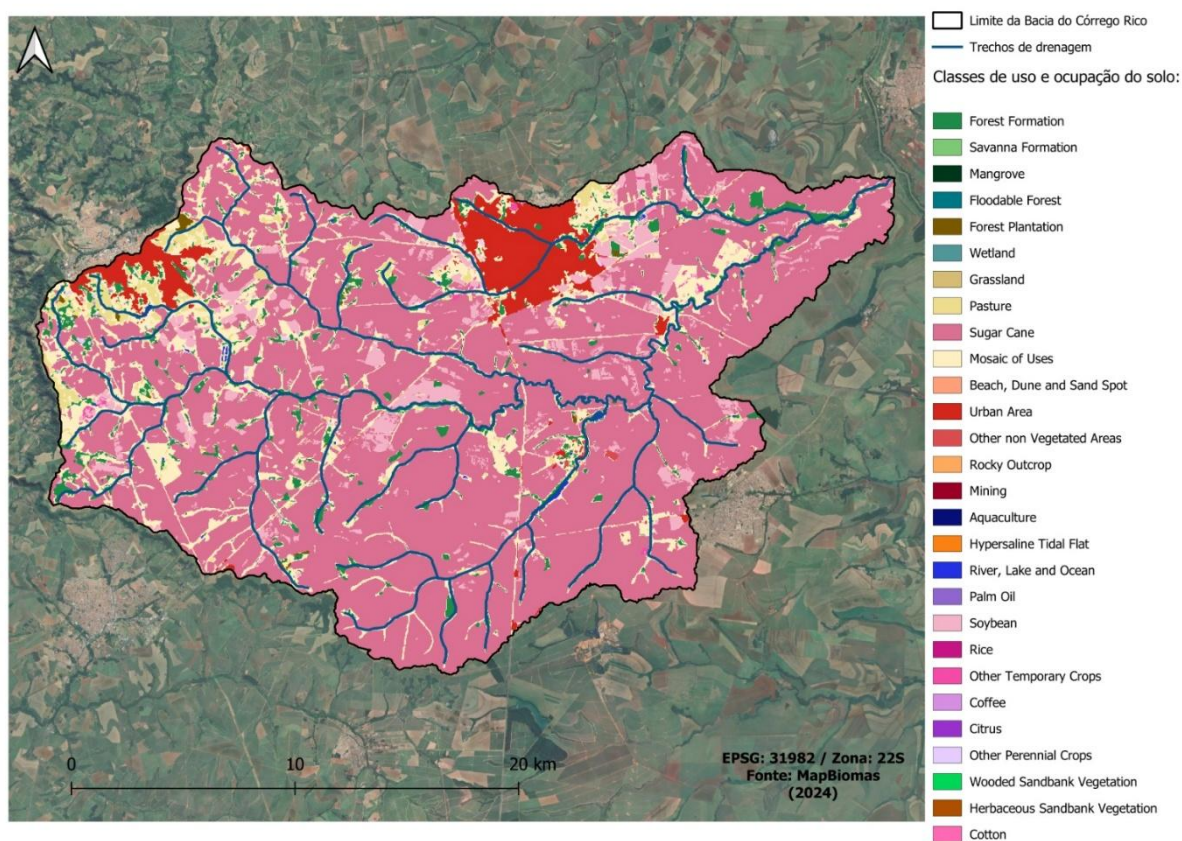 Limite da Bacia do Córrego Rico
Trechos de drenagem
Classes de uso e ocupação do solo:
Forest Formation
Savanna Formation
Mangrove
Floodable Forest
Forest Plantation
Wetland
Grassland
Pasture
Sugar Cane
Mosaic of Uses
Beach, Dune and Sand Spot
Urban Area
Other non Vegetated Areas
Rocky Outcrop
Mining
Aquaculture
Hypersaline Tidal Flat
River, Lake and Ocean
Palm Oil
Soybean
Rice
Other Temporary Crops
Coffee
Citrus
Other Perennial Crops
Wooded Sandbank Vegetation
Herbaceous Sandbank Vegetation
Cotton
0 10 20 km
EPSG: 31982 / Zona: 22S
Fonte: MapBiomas
(2024)